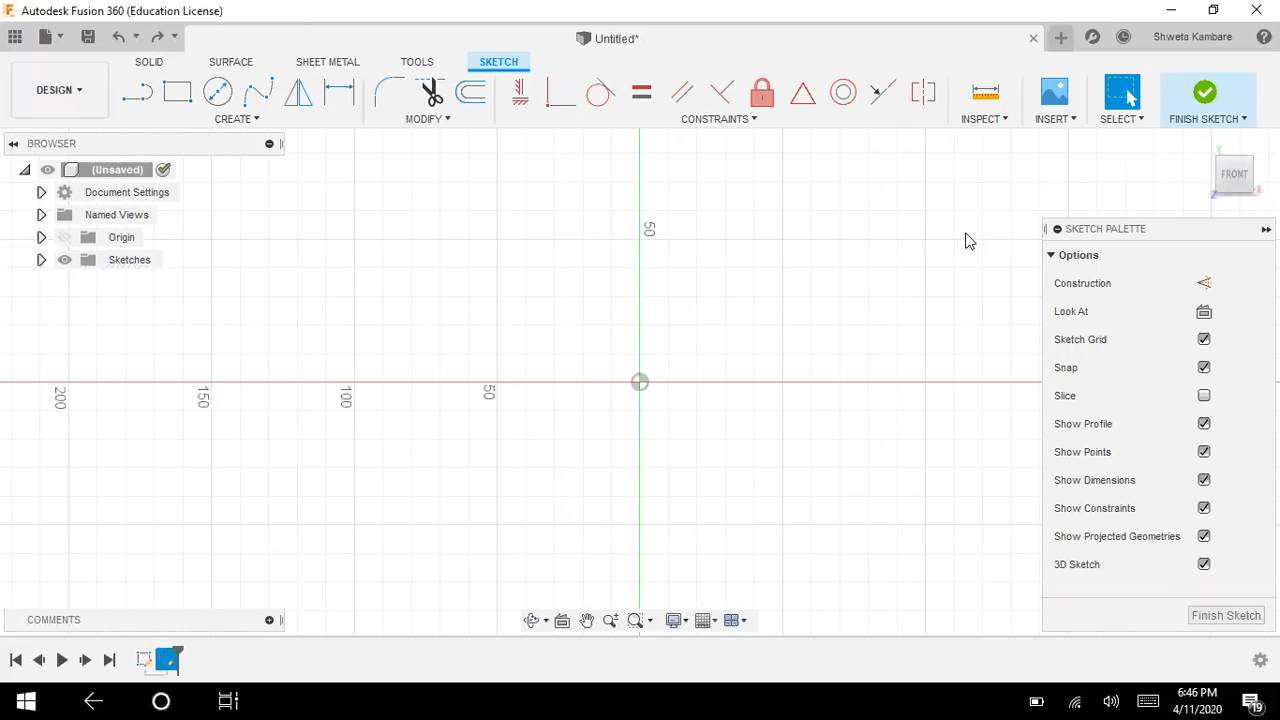 Autodesk Fusion 360 (Education License)
Untitled*
Shweta Kambare
SOLID SURFACE SHEET METAL TOOLS SKETCH
DESIGN
CREATE MODIFY CONSTRAINTS INSPECT INSERT SELECT FINISH SKETCH
BROWSER
(Unsaved)
Document Settings
Named Views
Origin
Sketches
FRONT
Y
X
Z
50
200 150 100 50
SKETCH PALETTE
Options
Construction
Look At
Sketch Grid
Snap
Slice
Show Profile
Show Points
Show Dimensions
Show Constraints
Show Projected Geometries
3D Sketch
Finish Sketch
COMMENTS
6:46 PM
4/11/2020
19